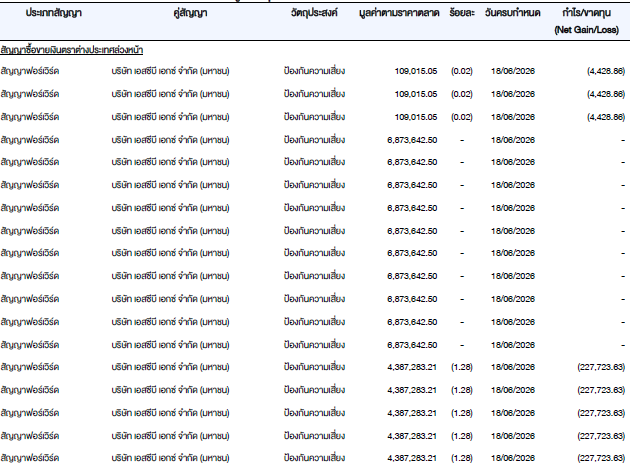 ประเภทสัญญา คู่สัญญา วัตถุประสงค์ มูลค่าตามราคาตลาด ร้อยละ วันครบกำหนด กำไร/ขาดทุน
(Net Gain/Loss)
สัญญาซื้อขายเงินตราต่างประเทศล่วงหน้า
สัญญาฟอร์เวิร์ด บริษัท เอสซีบี เอกซ์ จำกัด (มหาชน) ป้องกันความเสี่ยง 109,015.05 (0.02) 18/06/2026 (4,428.86)
สัญญาฟอร์เวิร์ด บริษัท เอสซีบี เอกซ์ จำกัด (มหาชน) ป้องกันความเสี่ยง 109,015.05 (0.02) 18/06/2026 (4,428.86)
สัญญาฟอร์เวิร์ด บริษัท เอสซีบี เอกซ์ จำกัด (มหาชน) ป้องกันความเสี่ยง 109,015.05 (0.02) 18/06/2026 (4,428.86)
สัญญาฟอร์เวิร์ด บริษัท เอสซีบี เอกซ์ จำกัด (มหาชน) ป้องกันความเสี่ยง 6,873,642.50 - 18/06/2026 -
สัญญาฟอร์เวิร์ด บริษัท เอสซีบี เอกซ์ จำกัด (มหาชน) ป้องกันความเสี่ยง 6,873,642.50 - 18/06/2026 -
สัญญาฟอร์เวิร์ด บริษัท เอสซีบี เอกซ์ จำกัด (มหาชน) ป้องกันความเสี่ยง 6,873,642.50 - 18/06/2026 -
สัญญาฟอร์เวิร์ด บริษัท เอสซีบี เอกซ์ จำกัด (มหาชน) ป้องกันความเสี่ยง 6,873,642.50 - 18/06/2026 -
สัญญาฟอร์เวิร์ด บริษัท เอสซีบี เอกซ์ จำกัด (มหาชน) ป้องกันความเสี่ยง 6,873,642.50 - 18/06/2026 -
สัญญาฟอร์เวิร์ด บริษัท เอสซีบี เอกซ์ จำกัด (มหาชน) ป้องกันความเสี่ยง 6,873,642.50 - 18/06/2026 -
สัญญาฟอร์เวิร์ด บริษัท เอสซีบี เอกซ์ จำกัด (มหาชน) ป้องกันความเสี่ยง 6,873,642.50 - 18/06/2026 -
สัญญาฟอร์เวิร์ด บริษัท เอสซีบี เอกซ์ จำกัด (มหาชน) ป้องกันความเสี่ยง 6,873,642.50 - 18/06/2026 -
สัญญาฟอร์เวิร์ด บริษัท เอสซีบี เอกซ์ จำกัด (มหาชน) ป้องกันความเสี่ยง 6,873,642.50 - 18/06/2026 -
สัญญาฟอร์เวิร์ด บริษัท เอสซีบี เอกซ์ จำกัด (มหาชน) ป้องกันความเสี่ยง 6,873,642.50 - 18/06/2026 -
สัญญาฟอร์เวิร์ด บริษัท เอสซีบี เอกซ์ จำกัด (มหาชน) ป้องกันความเสี่ยง 4,387,283.21 (1.28) 18/06/2026 (227,723.63)
สัญญาฟอร์เวิร์ด บริษัท เอสซีบี เอกซ์ จำกัด (มหาชน) ป้องกันความเสี่ยง 4,387,283.21 (1.28) 18/06/2026 (227,723.63)
สัญญาฟอร์เวิร์ด บริษัท เอสซีบี เอกซ์ จำกัด (มหาชน) ป้องกันความเสี่ยง 4,387,283.21 (1.28) 18/06/2026 (227,723.63)
สัญญาฟอร์เวิร์ด บริษัท เอสซีบี เอกซ์ จำกัด (มหาชน) ป้องกันความเสี่ยง 4,387,283.21 (1.28) 18/06/2026 (227,723.63)
สัญญาฟอร์เวิร์ด บริษัท เอสซีบี เอกซ์ จำกัด (มหาชน) ป้องกันความเสี่ยง 4,387,283.21 (1.28) 18/06/2026 (227,723.63)